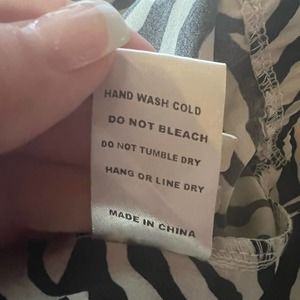 HAND WASH COLD
DO NOT BLEACH
DO NOT TUMBLE DRY
HANG OR LINE DRY
MADE IN CHINA